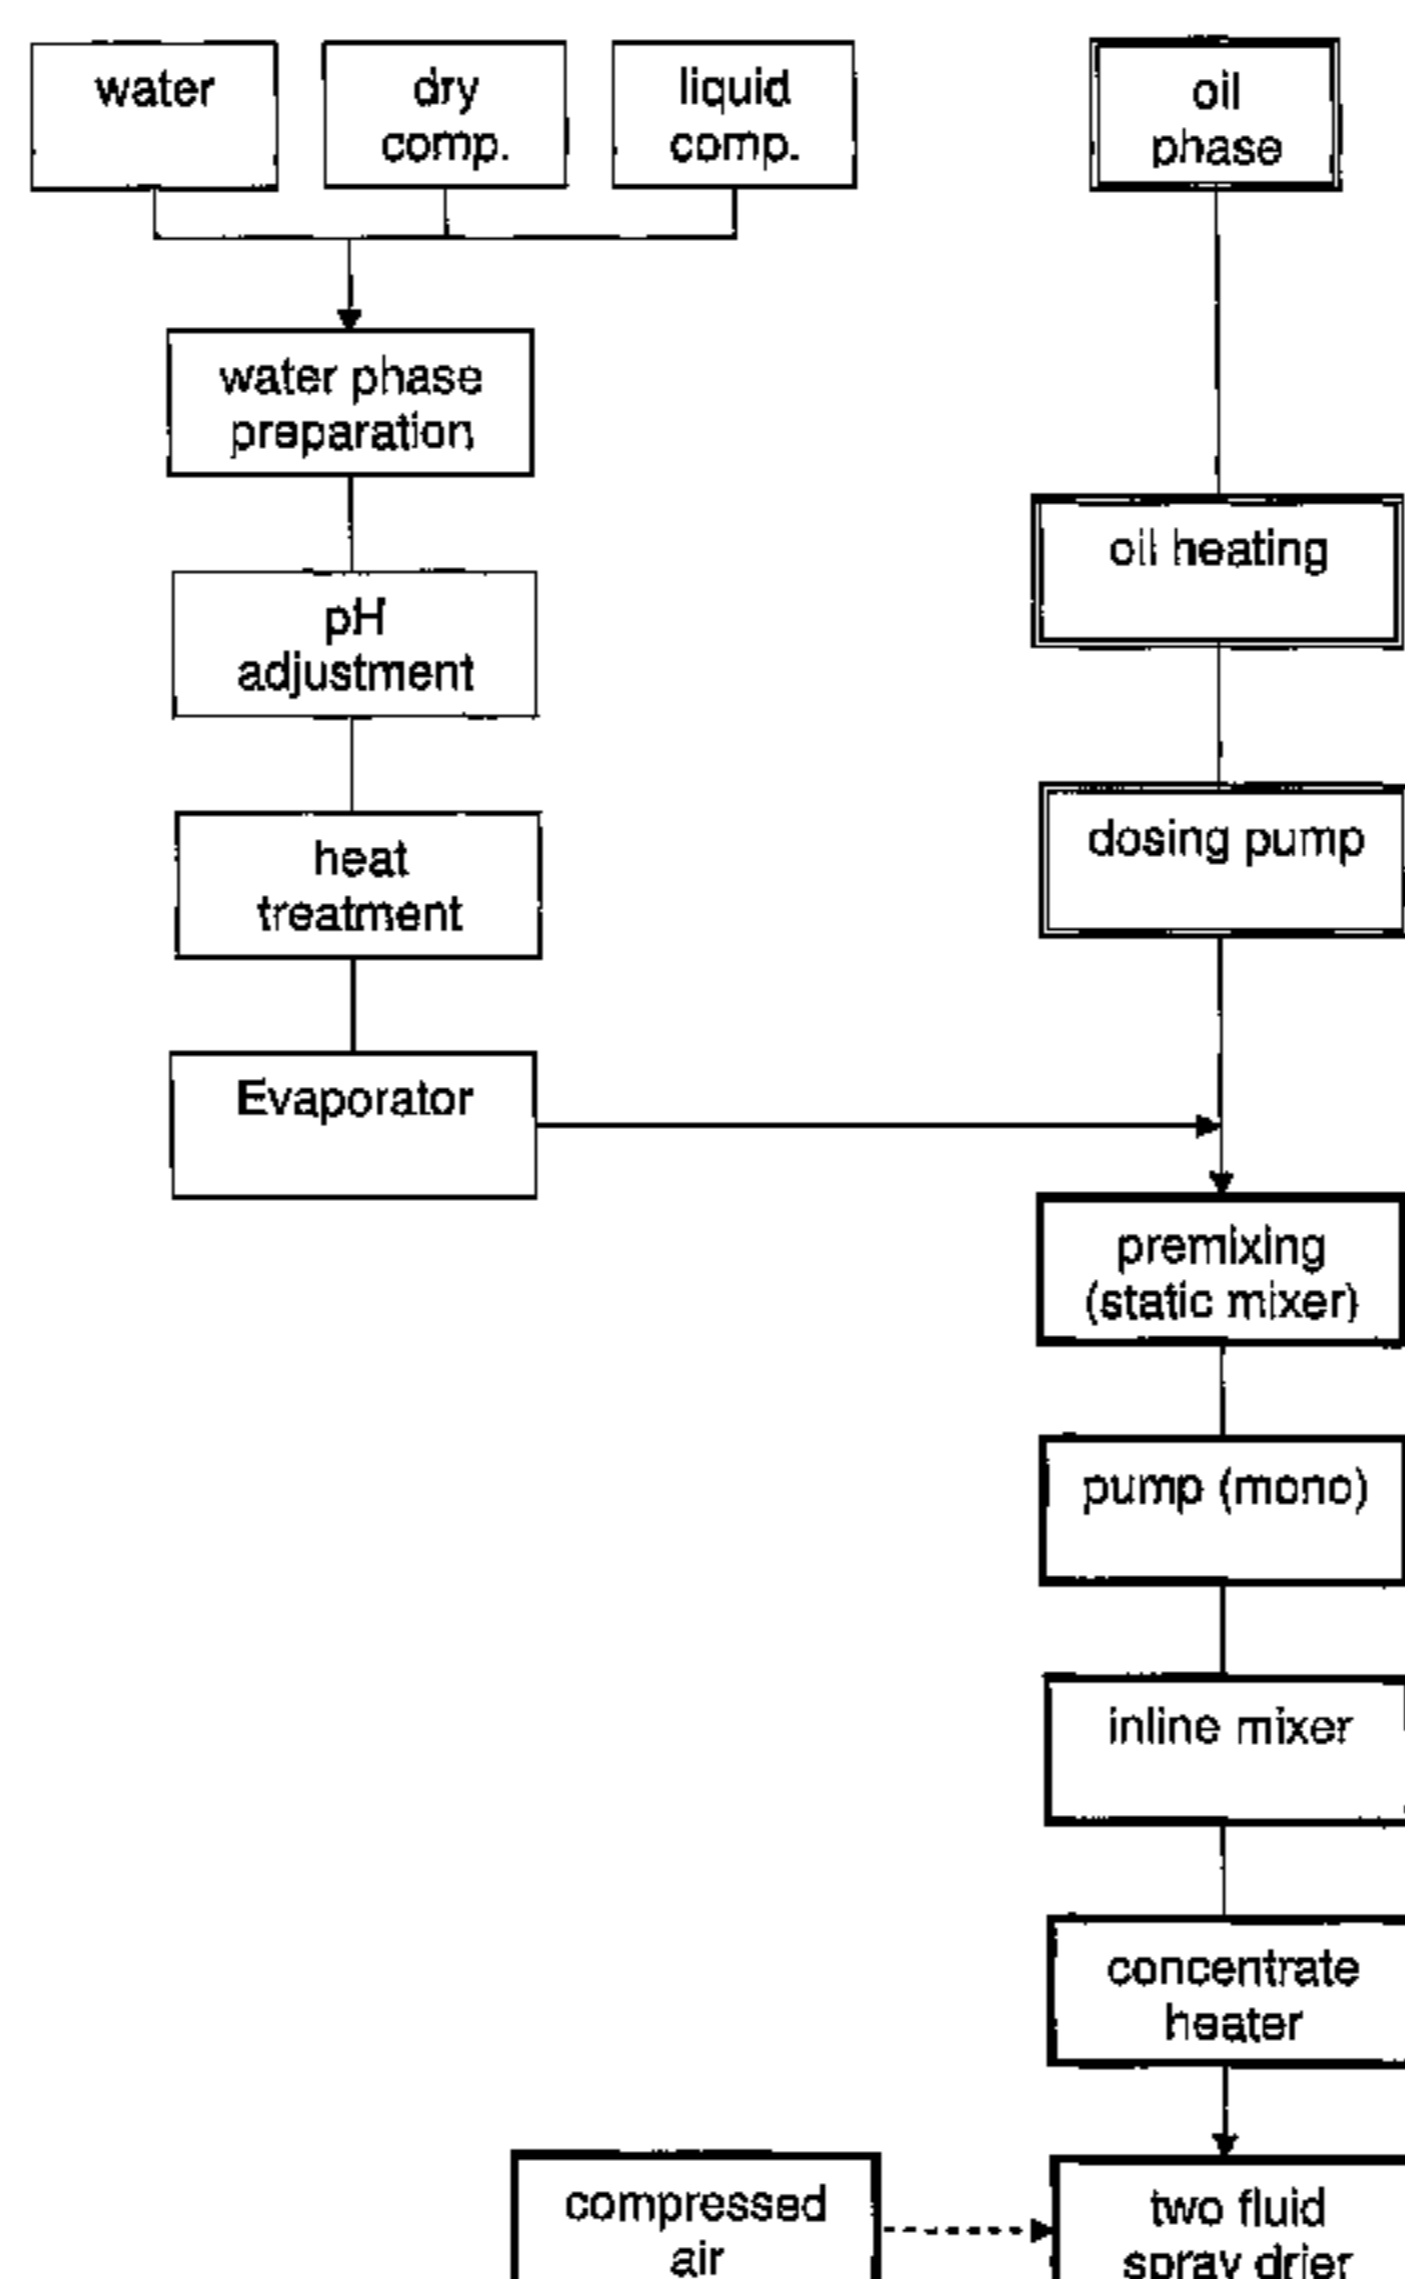 water
dry
comp.
liquid
comp.
oil
phase
water phase
preparation
oil heating
pH
adjustment
dosing pump
heat
treatment
Evaporator
premixing
(static mixer)
pump (mono)
inline mixer
concentrate
heater
compressed
air
two fluid
spray drier